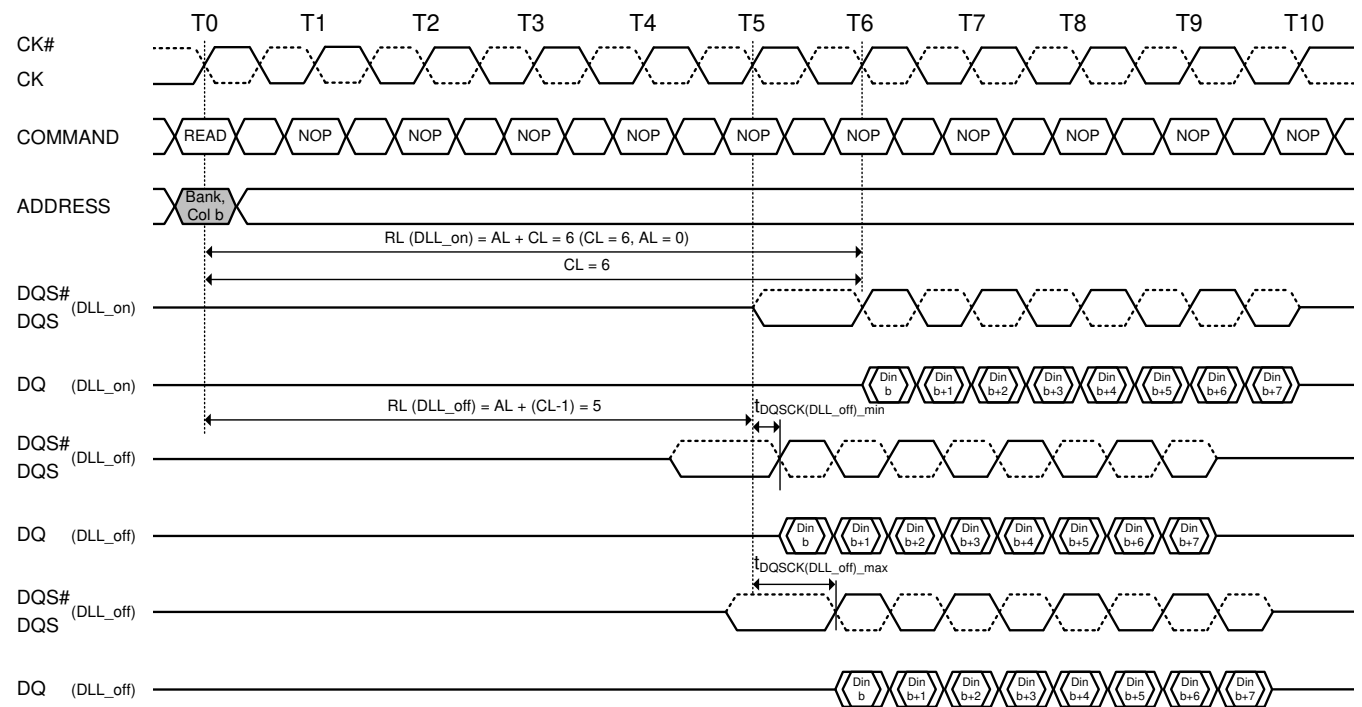 T0 T1 T2 T3 T4 T5 T6 T7 T8 T9 T10
CK#
CK
COMMAND READ NOP NOP NOP NOP NOP NOP NOP NOP NOP NOP
ADDRESS Bank, Col b
RL (DLL_on) = AL + CL = 6 (CL = 6, AL = 0)
CL = 6
DQS# (DLL_on)
DQS
DQ (DLL_on) Din b Din b+1 Din b+2 Din b+3 Din b+4 Din b+5 Din b+6 Din b+7
RL (DLL_off) = AL + (CL-1) = 5 tDQSCK(DLL_off)_min
DQS# (DLL_off)
DQS
DQ (DLL_off) Din b Din b+1 Din b+2 Din b+3 Din b+4 Din b+5 Din b+6 Din b+7
tDQSCK(DLL_off)_max
DQS# (DLL_off)
DQS
DQ (DLL_off) Din b Din b+1 Din b+2 Din b+3 Din b+4 Din b+5 Din b+6 Din b+7